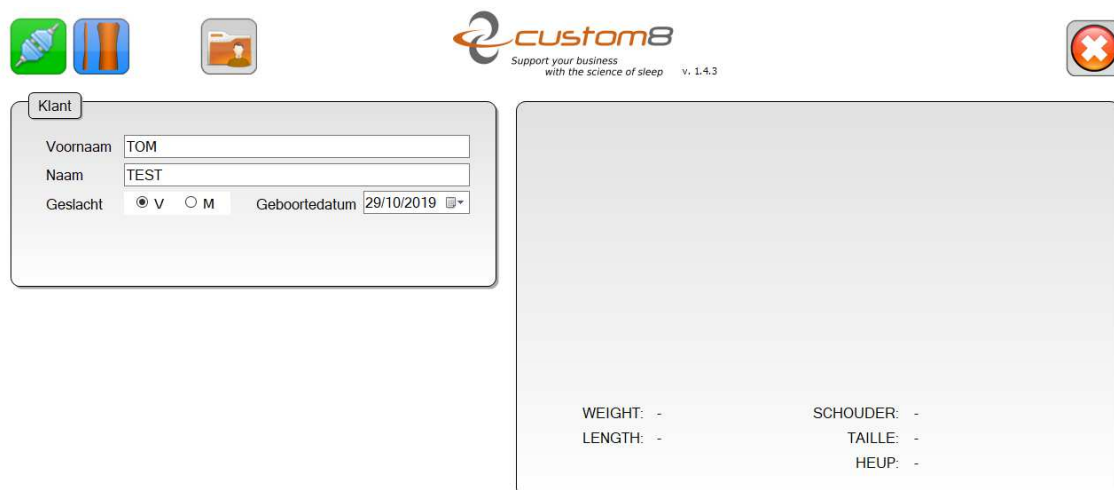 custom8
Support your business
with the science of sleep v. 1.4.3
Klant
Voornaam TOM
Naam TEST
Geslacht V M Geboortedatum 29/10/2019
WEIGHT: - SCHOUDER: -
LENGTH: - TAILLE: -
HEUP: -